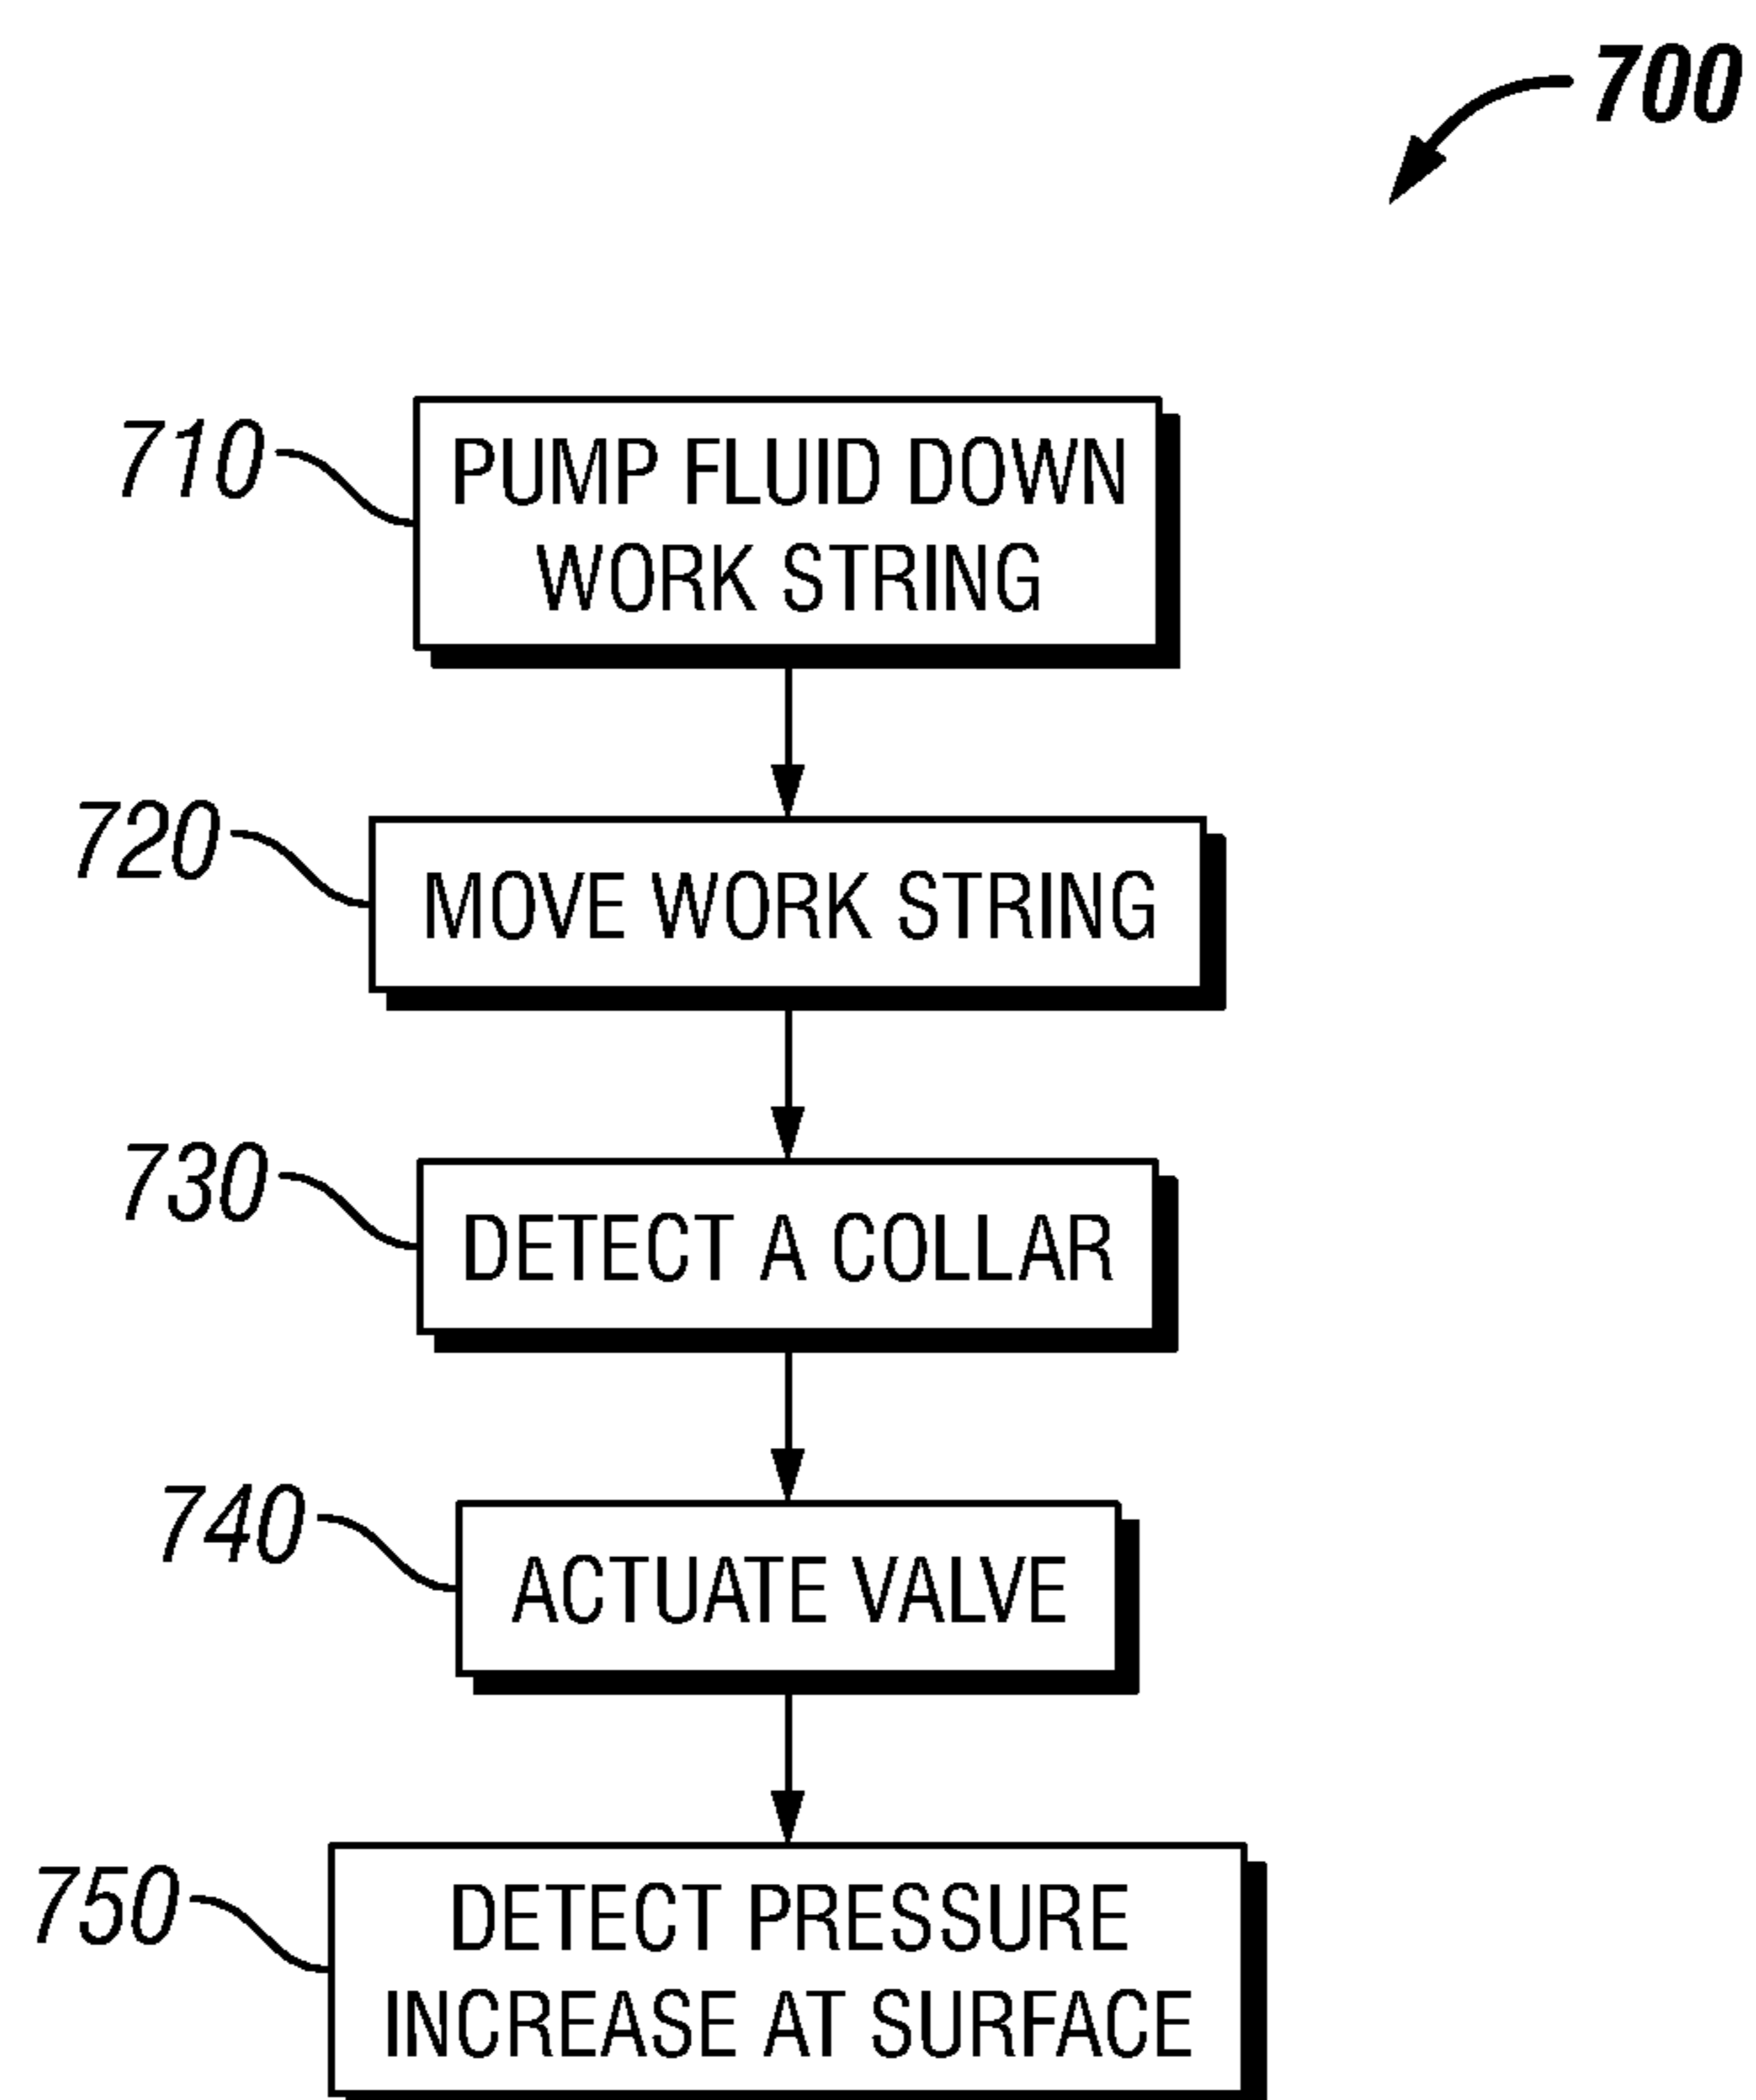 700
710
PUMP FLUID DOWN
WORK STRING
720
MOVE WORK STRING
730
DETECT A COLLAR
740
ACTUATE VALVE
750
DETECT PRESSURE
INCREASE AT SURFACE